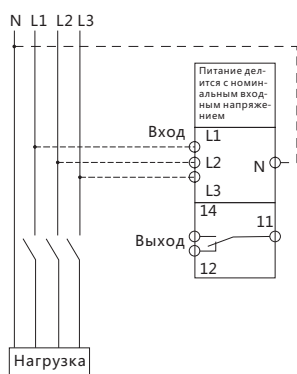 N L1 L2 L3
Питание де-
лится с номи-
нальным вход-
ным напряже-
нием
Вход
L1
L2
L3
N
14
11
Выход
12
Нагрузка